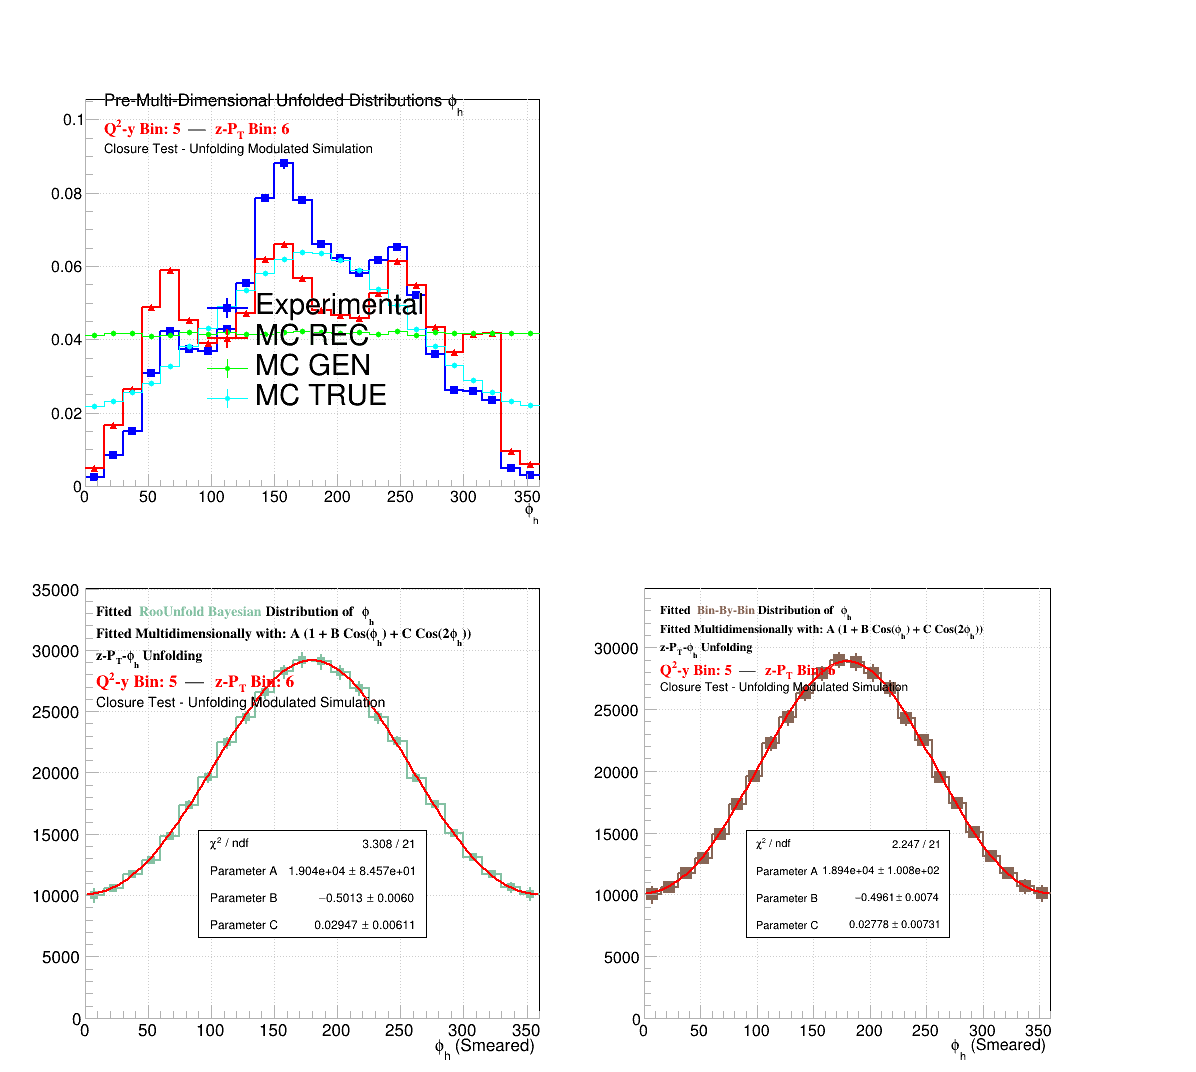 Pre-Multi-Dimensional Unfolded Distributions ϕh
Q²-y Bin: 5 — z-PT Bin: 6
Closure Test - Unfolding Modulated Simulation
0.1
0.08
0.06
0.04
0.02
0
Experimental
MC REC
MC GEN
MC TRUE
0 50 100 150 200 250 300 350
ϕh
35000
30000
25000
20000
15000
10000
5000
0
Fitted RooUnfold Bayesian Distribution of ϕh
Fitted Multidimensionally with: A (1 + B Cos(ϕh) + C Cos(2ϕh))
z-PT-ϕh Unfolding
Q²-y Bin: 5 — z-PT Bin: 6
Closure Test - Unfolding Modulated Simulation
χ² / ndf 3.308 / 21
Parameter A 1.904e+04 ± 8.457e+01
Parameter B −0.5013 ± 0.0060
Parameter C 0.02947 ± 0.00611
0 50 100 150 200 250 300 350
ϕh (Smeared)
30000
25000
20000
15000
10000
5000
0
Fitted Bin-By-Bin Distribution of ϕh
Fitted Multidimensionally with: A (1 + B Cos(ϕh) + C Cos(2ϕh))
z-PT-ϕh Unfolding
Q²-y Bin: 5 — z-PT Bin: 6
Closure Test - Unfolding Modulated Simulation
χ² / ndf 2.247 / 21
Parameter A 1.894e+04 ± 1.008e+02
Parameter B −0.4961 ± 0.0074
Parameter C 0.02778 ± 0.00731
0 50 100 150 200 250 300 350
ϕh (Smeared)